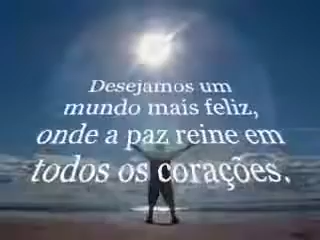 Desejamos um
mundo mais feliz,
onde a paz reine em
todos os corações.